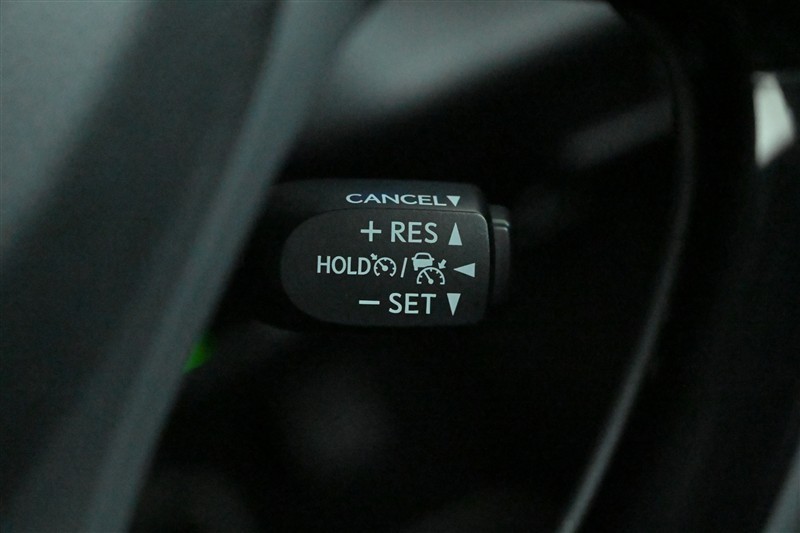 CANCEL▼
+ RES ▲
HOLD / ◀
− SET ▼